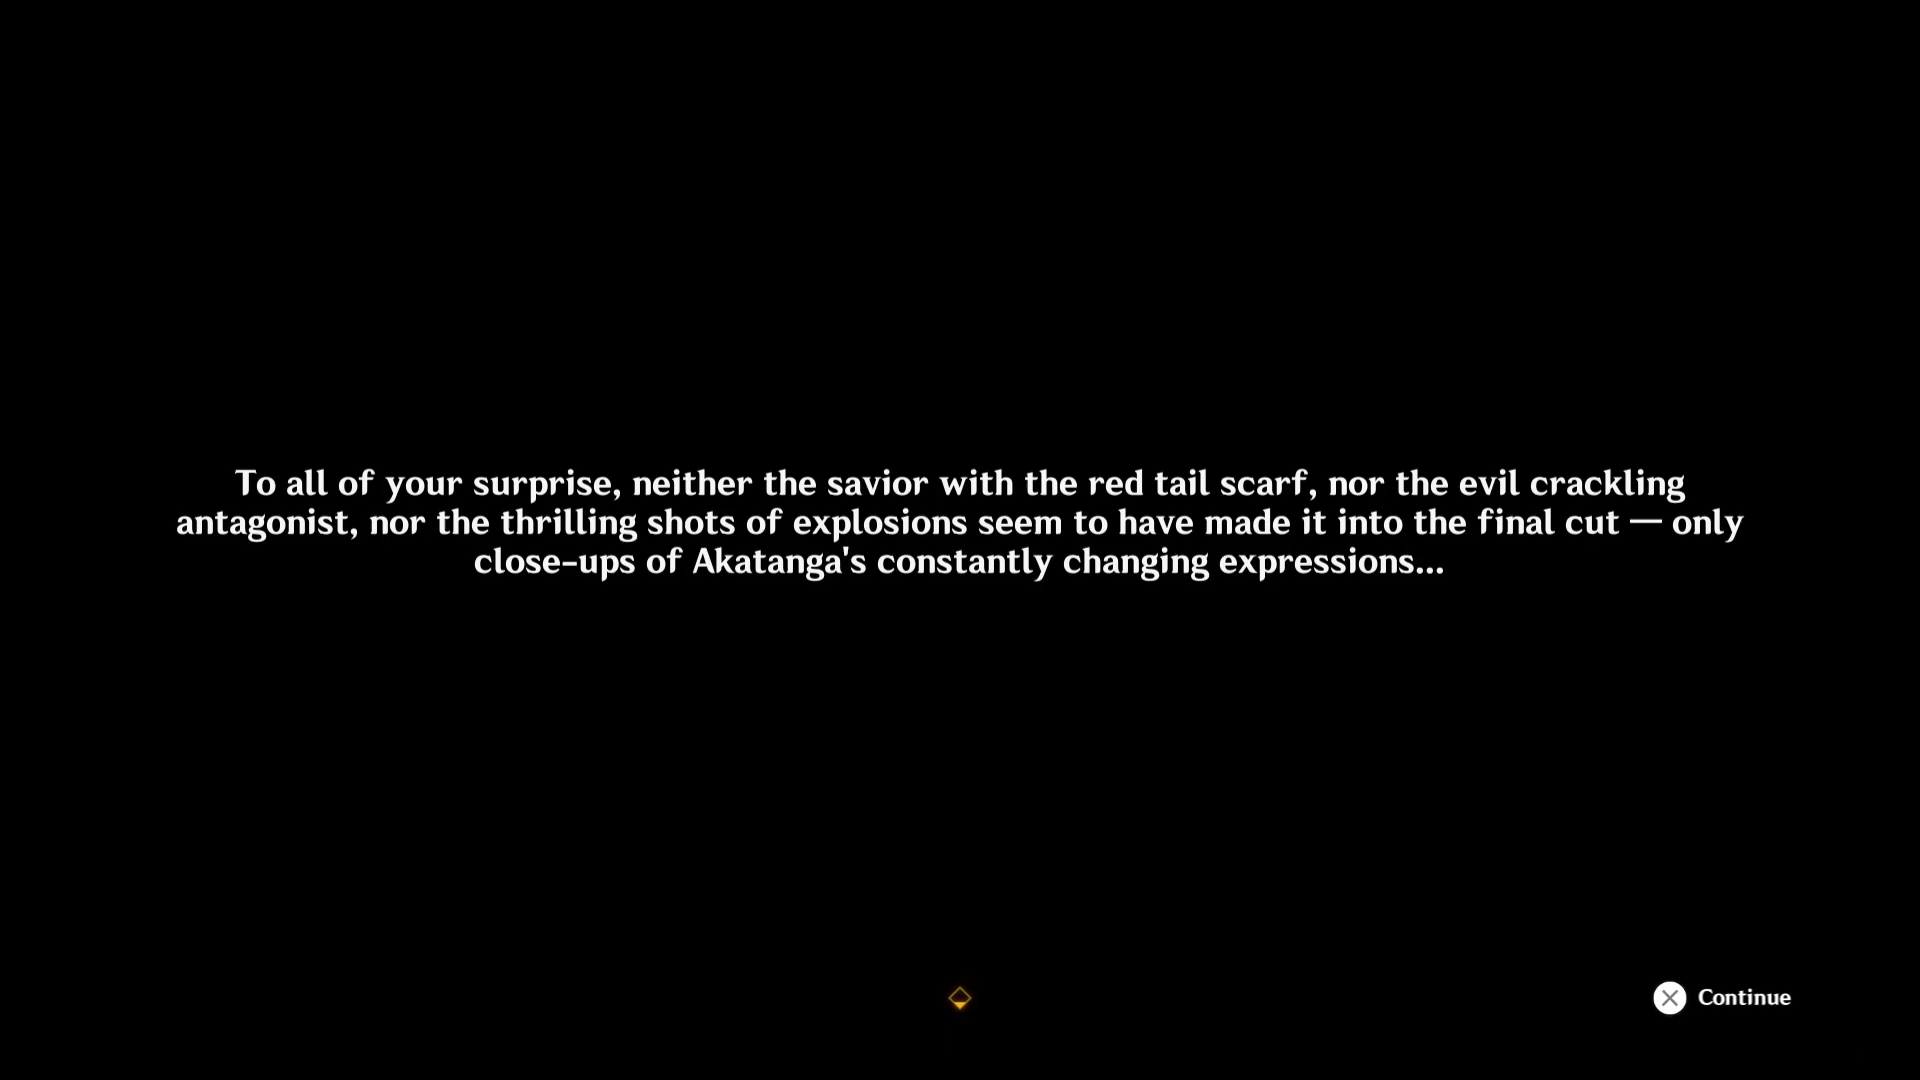 To all of your surprise, neither the savior with the red tail scarf, nor the evil crackling
antagonist, nor the thrilling shots of explosions seem to have made it into the final cut — only
close-ups of Akatanga's constantly changing expressions...
Continue